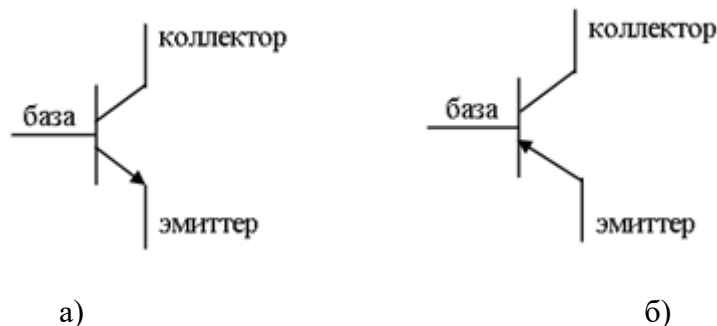 коллектор
база
эмиттер
а)
коллектор
база
эмиттер
б)